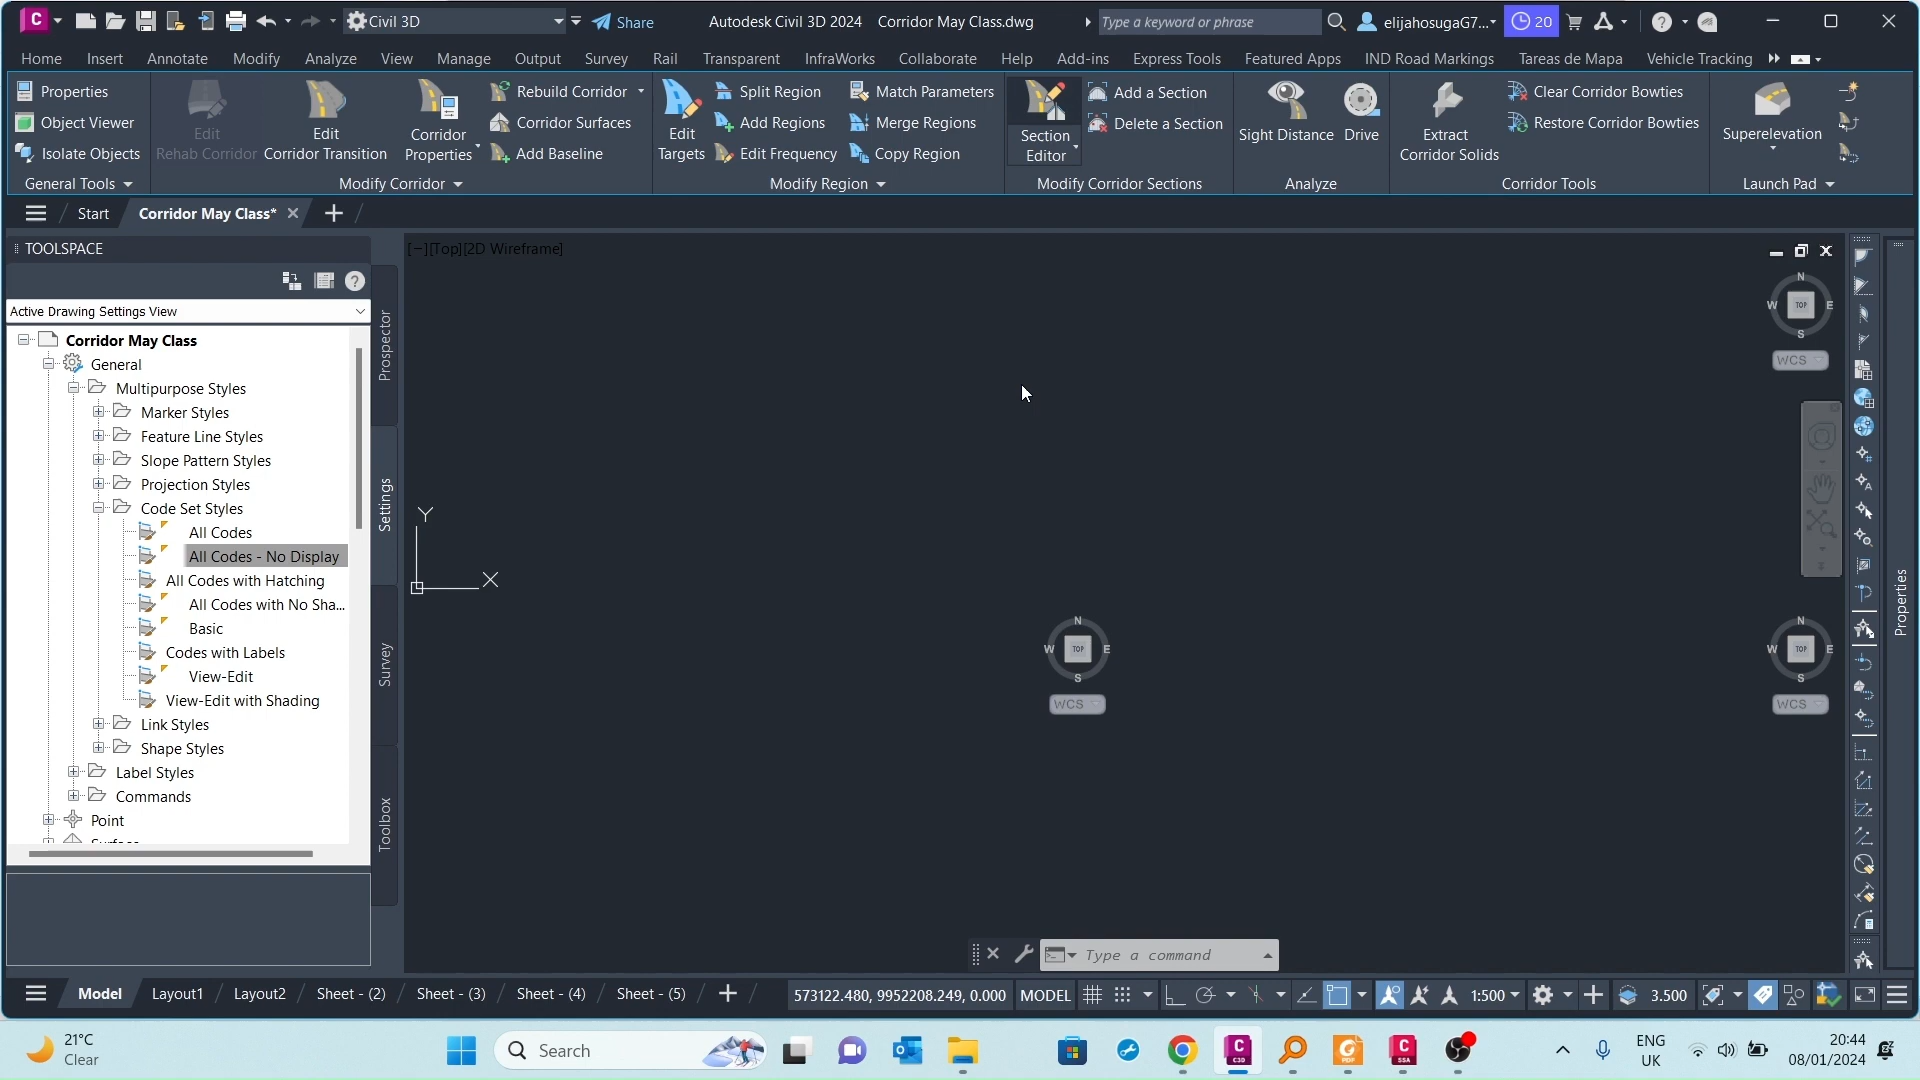 Civil 3D
Share
Autodesk Civil 3D 2024 Corridor May Class.dwg
Type a keyword or phrase
elijahosugaG7...
20
Home Insert Annotate Modify Analyze View Manage Output Survey Rail Transparent InfraWorks Collaborate Help Add-ins Express Tools Featured Apps IND Road Markings Tareas de Mapa Vehicle Tracking
Properties
Object Viewer
Isolate Objects
General Tools
Edit
Rehab Corridor
Edit
Corridor Transition
Corridor
Properties
Rebuild Corridor
Corridor Surfaces
Add Baseline
Modify Corridor
Edit
Targets
Split Region
Add Regions
Edit Frequency
Match Parameters
Merge Regions
Copy Region
Modify Region
Section
Editor
Add a Section
Delete a Section
Modify Corridor Sections
Sight Distance
Drive
Analyze
Extract
Corridor Solids
Clear Corridor Bowties
Restore Corridor Bowties
Corridor Tools
Superelevation
Launch Pad
Start
Corridor May Class*
TOOLSPACE
Active Drawing Settings View
Corridor May Class
General
Multipurpose Styles
Marker Styles
Feature Line Styles
Slope Pattern Styles
Projection Styles
Code Set Styles
All Codes
All Codes - No Display
All Codes with Hatching
All Codes with No Sha...
Basic
Codes with Labels
View-Edit
View-Edit with Shading
Link Styles
Shape Styles
Label Styles
Commands
Point
Surface
Prospector
Settings
Survey
Toolbox
[−][Top][2D Wireframe]
Y
X
N
W TOP E
S
WCS
N
W TOP E
S
WCS
N
W TOP E
S
WCS
Properties
Type a command
Model Layout1 Layout2 Sheet - (2) Sheet - (3) Sheet - (4) Sheet - (5)
573122.480, 9952208.249, 0.000 MODEL
1:500
3.500
21°C
Clear
Search
ENG
UK
20:44
08/01/2024